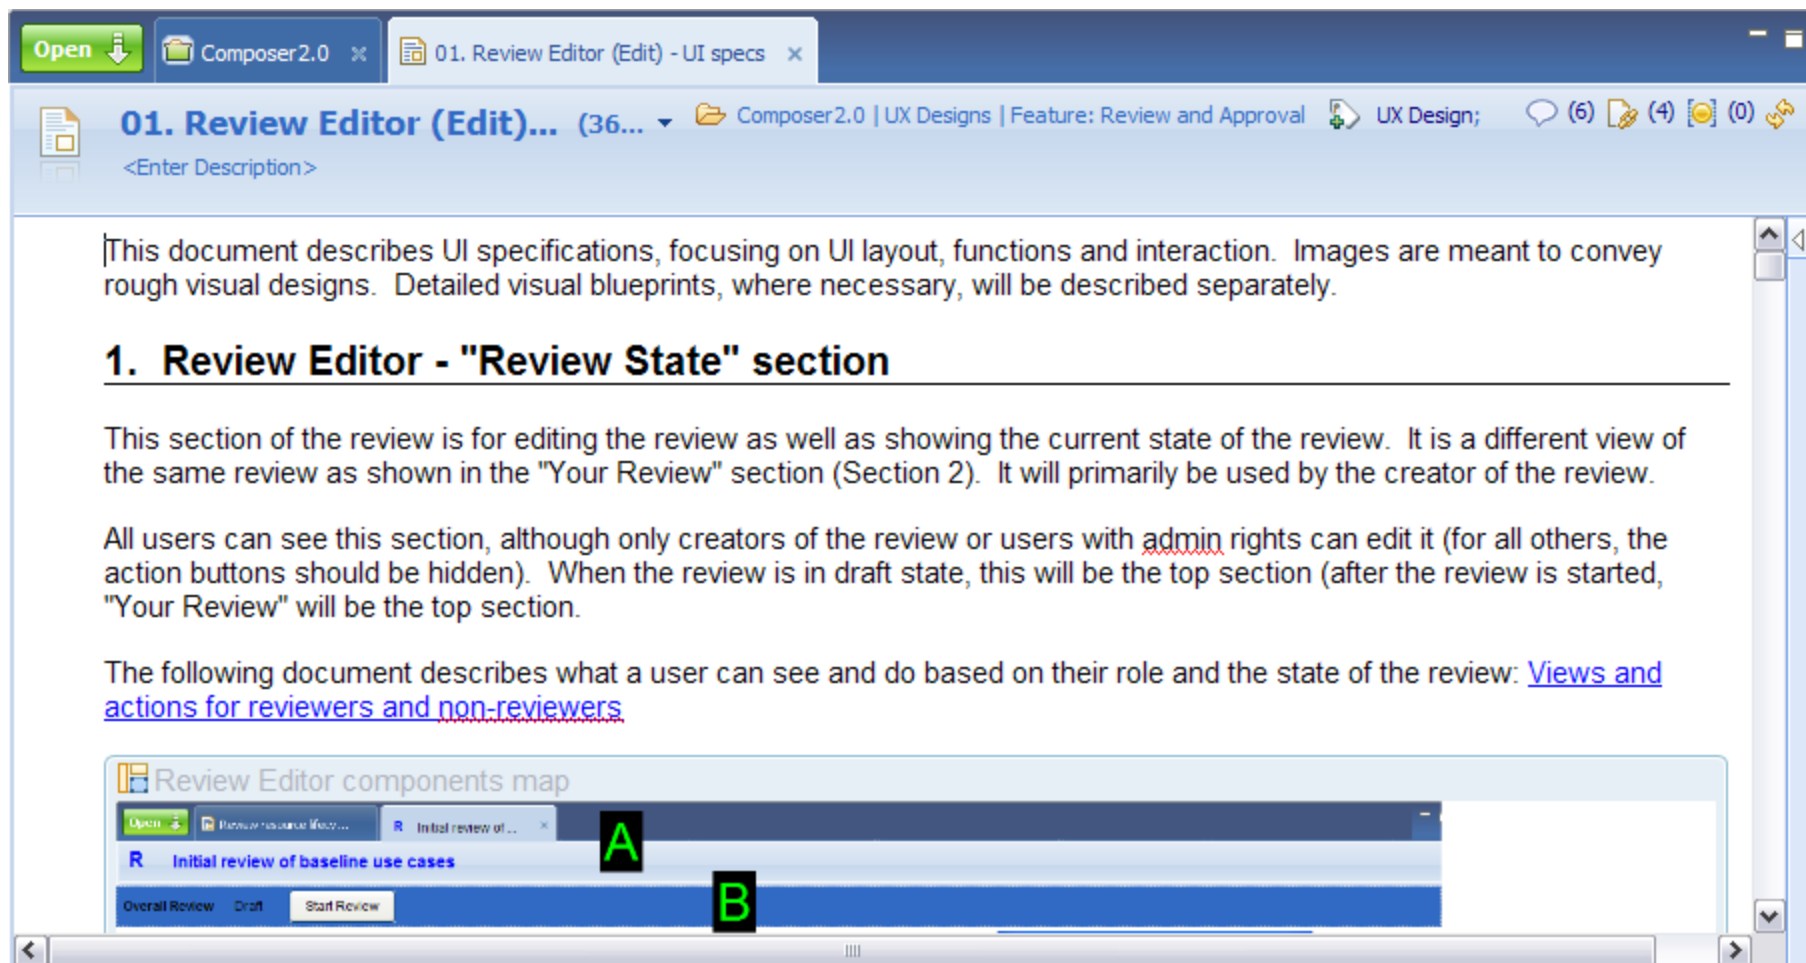 Open
Composer2.0
01. Review Editor (Edit) - UI specs
01. Review Editor (Edit)... (36...
Composer2.0 | UX Designs | Feature: Review and Approval
UX Design;
(6)
(4)
(0)
<Enter Description>
This document describes UI specifications, focusing on UI layout, functions and interaction. Images are meant to convey
rough visual designs. Detailed visual blueprints, where necessary, will be described separately.
1. Review Editor - "Review State" section
This section of the review is for editing the review as well as showing the current state of the review. It is a different view of
the same review as shown in the "Your Review" section (Section 2). It will primarily be used by the creator of the review.
All users can see this section, although only creators of the review or users with admin rights can edit it (for all others, the
action buttons should be hidden). When the review is in draft state, this will be the top section (after the review is started,
"Your Review" will be the top section.
The following document describes what a user can see and do based on their role and the state of the review: Views and
actions for reviewers and non-reviewers
Review Editor components map
Open
Review resource lifecy...
R Initial review of ...
A
R Initial review of baseline use cases
Overall Review Draft Start Review
B